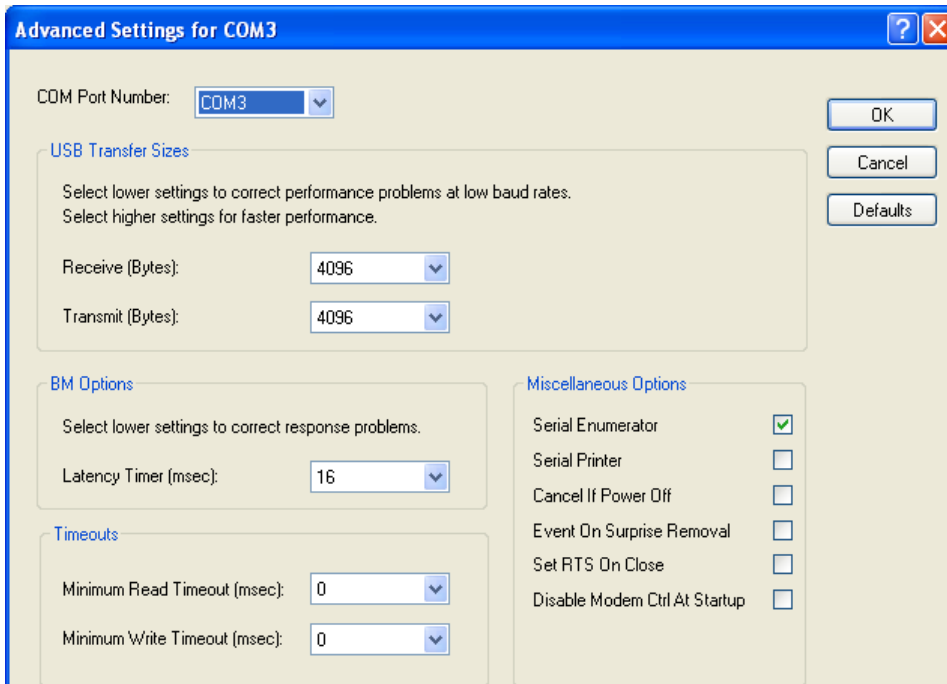 Advanced Settings for COM3
COM Port Number: COM3
OK
USB Transfer Sizes
Cancel
Select lower settings to correct performance problems at low baud rates.
Select higher settings for faster performance.
Defaults
Receive (Bytes): 4096
Transmit (Bytes): 4096
BM Options
Select lower settings to correct response problems.
Latency Timer (msec): 16
Miscellaneous Options
Serial Enumerator
Serial Printer
Cancel If Power Off
Event On Surprise Removal
Set RTS On Close
Disable Modem Ctrl At Startup
Timeouts
Minimum Read Timeout (msec): 0
Minimum Write Timeout (msec): 0